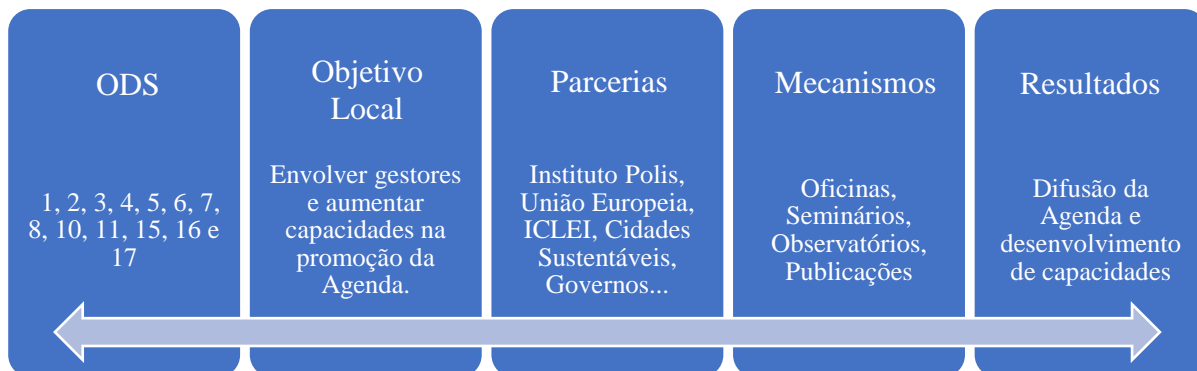 ODS
1, 2, 3, 4, 5, 6, 7,
8, 10, 11, 15, 16 e
17
Objetivo
Local
Envolver gestores
e aumentar
capacidades na
promoção da
Agenda.
Parcerias
Instituto Polis,
União Europeia,
ICLEI, Cidades
Sustentáveis,
Governos...
Mecanismos
Oficinas,
Seminários,
Observatórios,
Publicações
Resultados
Difusão da
Agenda e
desenvolvimento
de capacidades